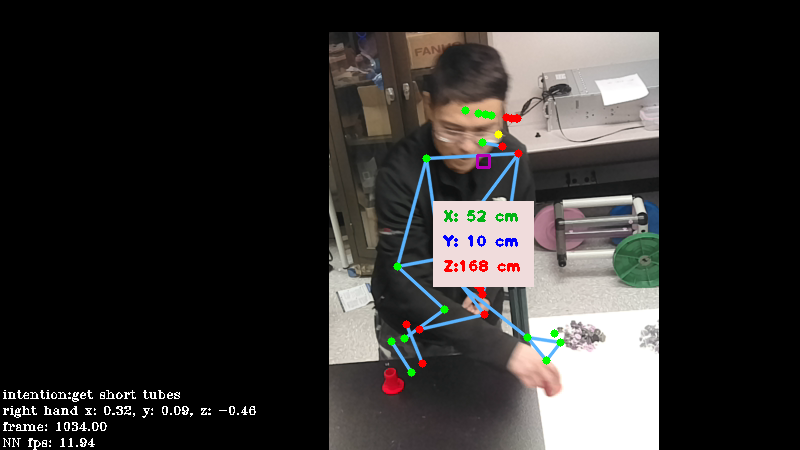 FANUC
X: 52 cm
Y: 10 cm
Z:168 cm
intention:get short tubes
right hand x: 0.32, y: 0.09, z: -0.46
frame: 1034.00
NN fps: 11.94